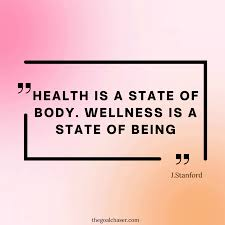 "
HEALTH IS A STATE OF
BODY. WELLNESS IS A
STATE OF BEING
"
J.Stanford
thegoalchaser.com